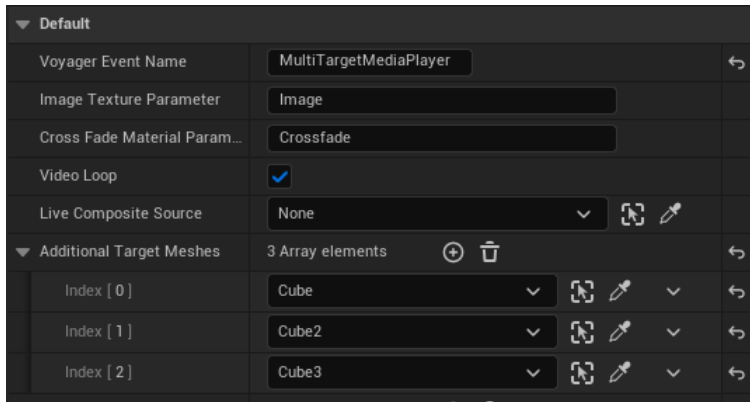 Default
Voyager Event Name MultiTargetMediaPlayer
Image Texture Parameter Image
Cross Fade Material Param... Crossfade
Video Loop
Live Composite Source None
Additional Target Meshes 3 Array elements
Index [ 0 ] Cube
Index [ 1 ] Cube2
Index [ 2 ] Cube3